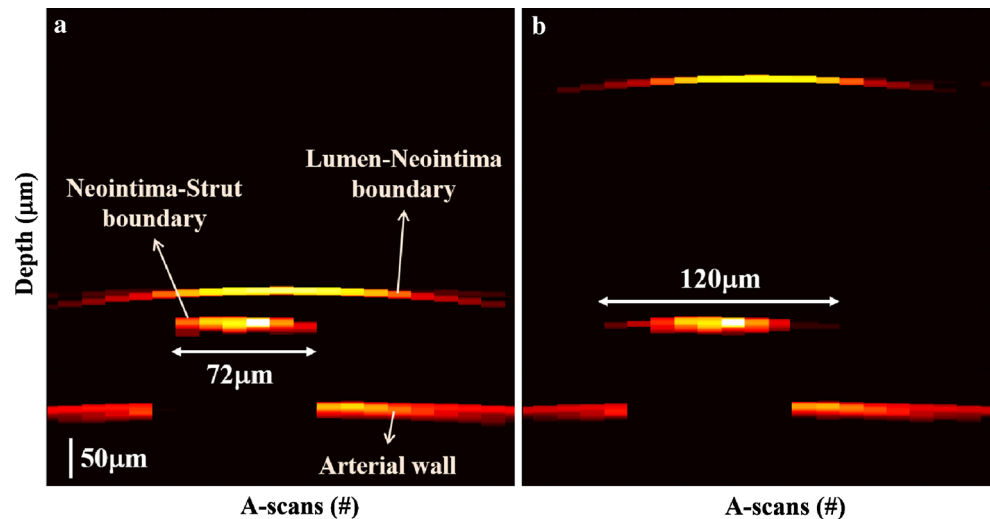 a
b
Depth (μm)
Lumen-Neointima
boundary
Neointima-Strut
boundary
72μm
120μm
50μm
Arterial wall
A-scans (#)
A-scans (#)